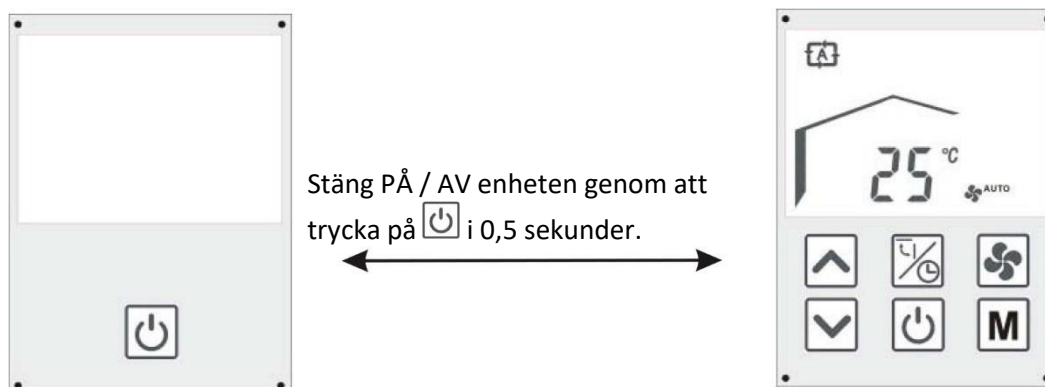 A
25 °C
AUTO
Stäng PÅ / AV enheten genom att
trycka på i 0,5 sekunder.
M